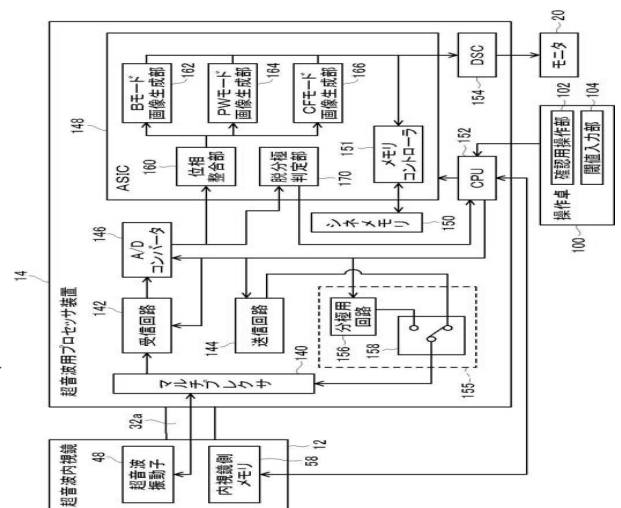 超音波内視鏡
12
48
超音波
振動子
内視鏡側
メモリ
58
32a
超音波用プロセッサ装置
14
マルチプレクサ
140
受信回路
142
A/D
コンバータ
146
送信回路
144
分極用
回路
156
158
155
ASIC
148
位相
整合部
160
脱分極
判定部
170
Bモード
画像生成部
162
PWモード
画像生成部
164
CFモード
画像生成部
166
メモリ
コントローラ
151
シネメモリ
150
CPU
152
DSC
154
モニタ
20
操作卓
100
確認用操作部
102
閾値入力部
104